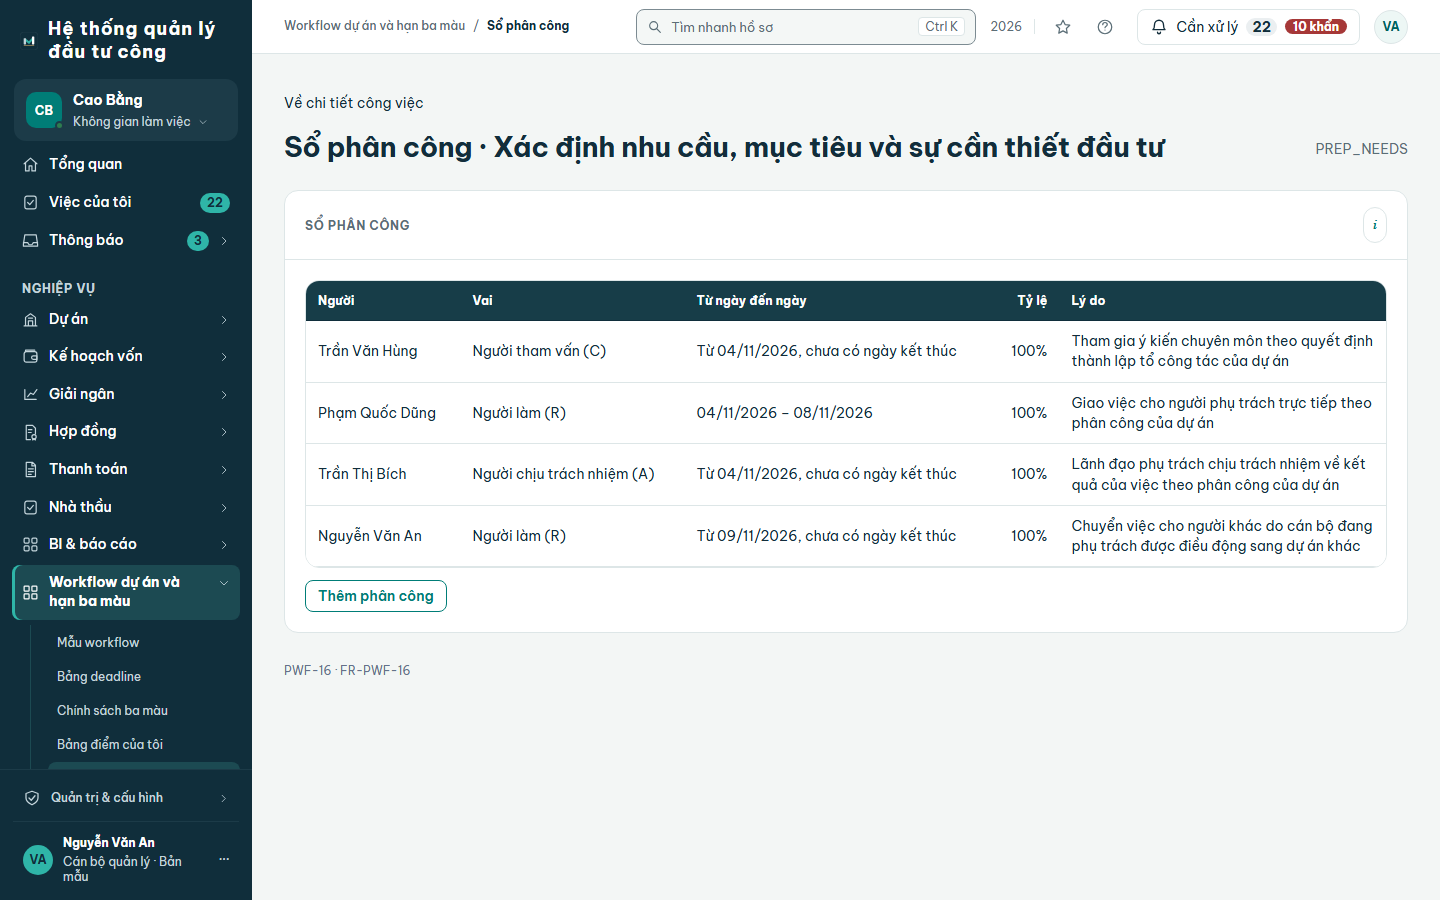 Hệ thống quản lý
đầu tư công
CB
Cao Bằng
Không gian làm việc
Tổng quan
Việc của tôi
22
Thông báo
3
NGHIỆP VỤ
Dự án
Kế hoạch vốn
Giải ngân
Hợp đồng
Thanh toán
Nhà thầu
BI & báo cáo
Workflow dự án và
hạn ba màu
Mẫu workflow
Bảng deadline
Chính sách ba màu
Bảng điểm của tôi
Quản trị & cấu hình
VA
Nguyễn Văn An
Cán bộ quản lý · Bản
mẫu
Workflow dự án và hạn ba màu / Sổ phân công
Tìm nhanh hồ sơ
Ctrl K
2026
Cần xử lý 22 10 khẩn
VA
Về chi tiết công việc
Sổ phân công · Xác định nhu cầu, mục tiêu và sự cần thiết đầu tư
PREP_NEEDS
SỔ PHÂN CÔNG
i
Người Vai Từ ngày đến ngày Tỷ lệ Lý do
Trần Văn Hùng Người tham vấn (C) Từ 04/11/2026, chưa có ngày kết thúc 100% Tham gia ý kiến chuyên môn theo quyết định
thành lập tổ công tác của dự án
Phạm Quốc Dũng Người làm (R) 04/11/2026 – 08/11/2026 100% Giao việc cho người phụ trách trực tiếp theo
phân công của dự án
Trần Thị Bích Người chịu trách nhiệm (A) Từ 04/11/2026, chưa có ngày kết thúc 100% Lãnh đạo phụ trách chịu trách nhiệm về kết
quả của việc theo phân công của dự án
Nguyễn Văn An Người làm (R) Từ 09/11/2026, chưa có ngày kết thúc 100% Chuyển việc cho người khác do cán bộ đang
phụ trách được điều động sang dự án khác
Thêm phân công
PWF-16 · FR-PWF-16